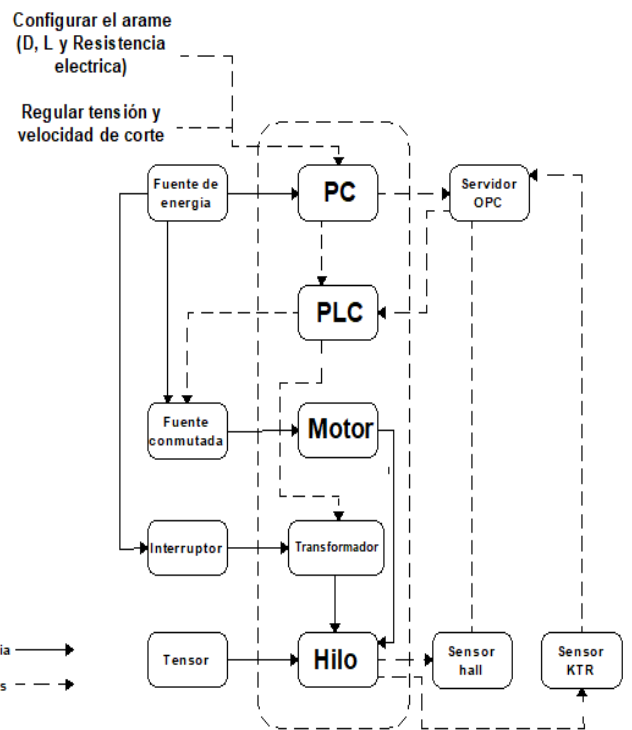 Configurar el arame
(D, L y Resistencia
electrica)
Regular tensión y
velocidad de corte
Fuente de
energia
PC
Servidor
OPC
PLC
Fuente
conmutada
Motor
Interruptor
Transformador
Tensor
Hilo
Sensor
hall
Sensor
KTR